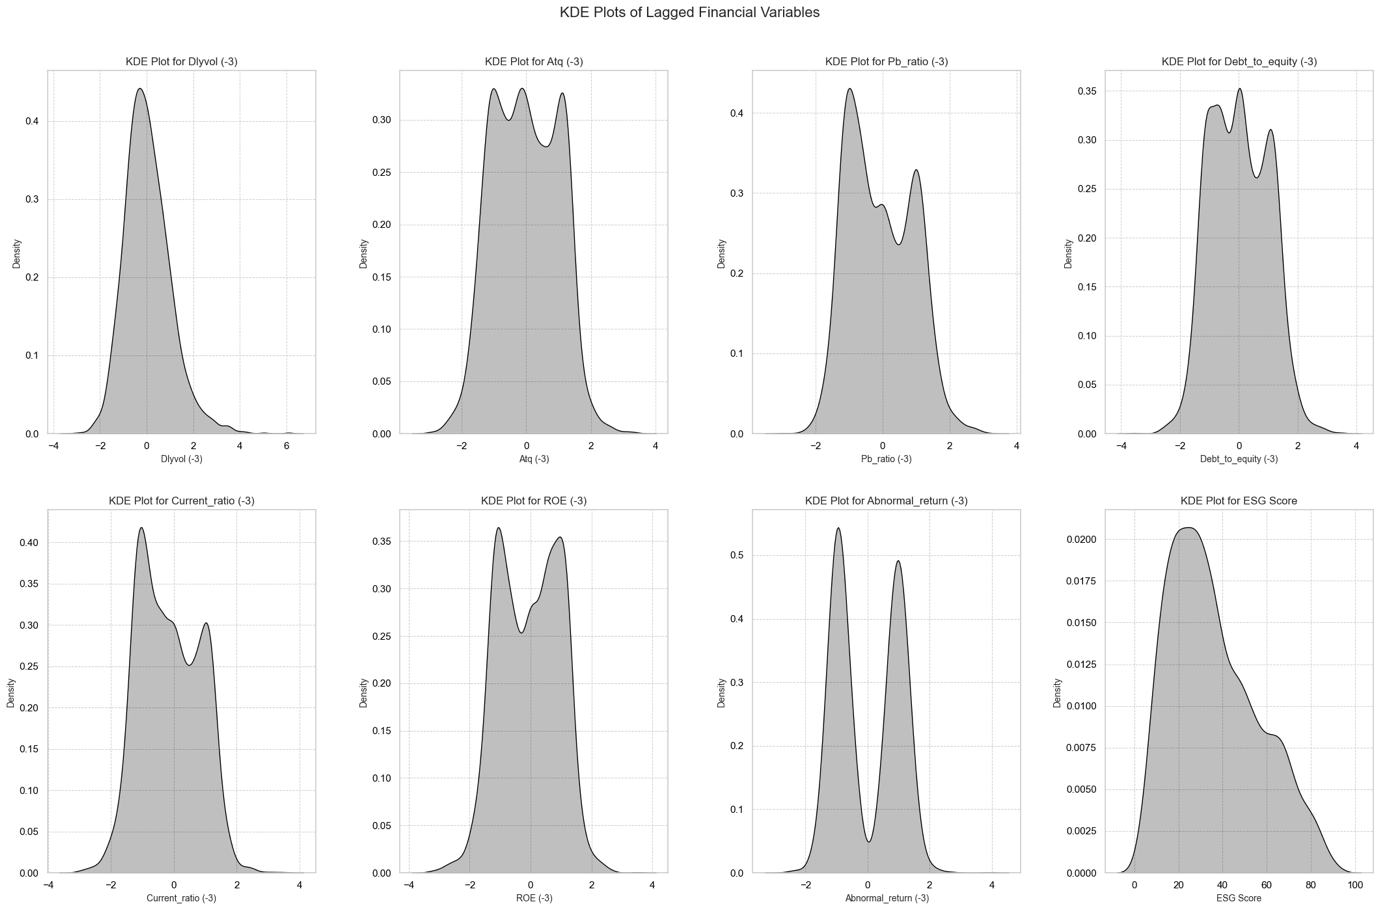 KDE Plots of Lagged Financial Variables
KDE Plot for Dlyvol (-3)
Density
0.4
0.3
0.2
0.1
0.0
−4 −2 0 2 4 6
Dlyvol (-3)
KDE Plot for Atq (-3)
Density
0.30
0.25
0.20
0.15
0.10
0.05
0.00
−2 0 2 4
Atq (-3)
KDE Plot for Pb_ratio (-3)
Density
0.4
0.3
0.2
0.1
0.0
−2 0 2 4
Pb_ratio (-3)
KDE Plot for Debt_to_equity (-3)
Density
0.35
0.30
0.25
0.20
0.15
0.10
0.05
0.00
−4 −2 0 2 4
Debt_to_equity (-3)
KDE Plot for Current_ratio (-3)
Density
0.40
0.35
0.30
0.25
0.20
0.15
0.10
0.05
0.00
−4 −2 0 2 4
Current_ratio (-3)
KDE Plot for ROE (-3)
Density
0.35
0.30
0.25
0.20
0.15
0.10
0.05
0.00
−4 −2 0 2 4
ROE (-3)
KDE Plot for Abnormal_return (-3)
Density
0.5
0.4
0.3
0.2
0.1
0.0
−2 0 2 4
Abnormal_return (-3)
KDE Plot for ESG Score
Density
0.0200
0.0175
0.0150
0.0125
0.0100
0.0075
0.0050
0.0025
0.0000
0 20 40 60 80 100
ESG Score